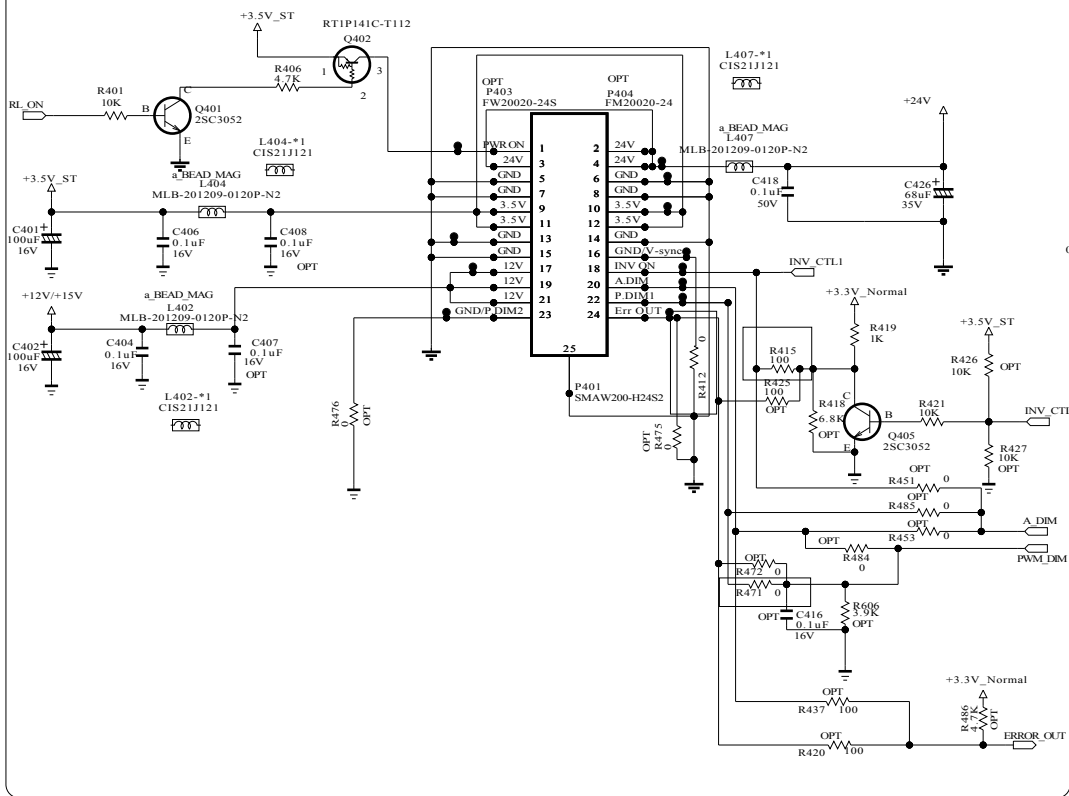 +3.5V_ST
RT1P141C-T112
Q402
1
3
2
R406
4.7K
R401
10K
RL_ON
B
C
E
Q401
2SC3052
L404-*1
CIS21J121
+3.5V_ST
a_BEAD_MAG
L404
MLB-201209-0120P-N2
C401
100uF
16V
+
C406
0.1uF
16V
C408
0.1uF
16V
OPT
+12V/+15V
a_BEAD_MAG
L402
MLB-201209-0120P-N2
C402
100uF
16V
+
C404
0.1uF
16V
C407
0.1uF
16V
OPT
L402-*1
CIS21J121
OPT
P403
FW20020-24S
OPT
P404
FM20020-24
PWR ON
1
2
24V
24V
3
4
24V
GND
5
6
GND
GND
7
8
GND
3.5V
9
10
3.5V
3.5V
11
12
3.5V
GND
13
14
GND
GND
15
16
GND/V-sync
12V
17
18
INV ON
12V
19
20
A.DIM
12V
21
22
P.DIM1
GND/P.DIM2
23
24
Err OUT
25
P401
SMAW200-H24S2
R476
0
OPT
OPT
R475
0
0
R412
L407-*1
CIS21J121
a_BEAD_MAG
L407
MLB-201209-0120P-N2
+24V
C418
0.1uF
50V
C426
68uF
35V
+
INV_CTL1
+3.3V_Normal
R419
1K
+3.5V_ST
R426
10K
OPT
R415
100
R425
100
OPT
R418
6.8K
OPT
C
B
E
Q405
2SC3052
R421
10K
INV_CTL
R427
10K
OPT
OPT
R451
0
OPT
R485
0
OPT
R453
0
A_DIM
OPT
R484
0
PWM_DIM
OPT
R472
0
R471
0
OPT
C416
0.1uF
16V
R606
3.9K
OPT
+3.3V_Normal
OPT
R437
100
R486
4.7K
OPT
OPT
R420
100
ERROR_OUT